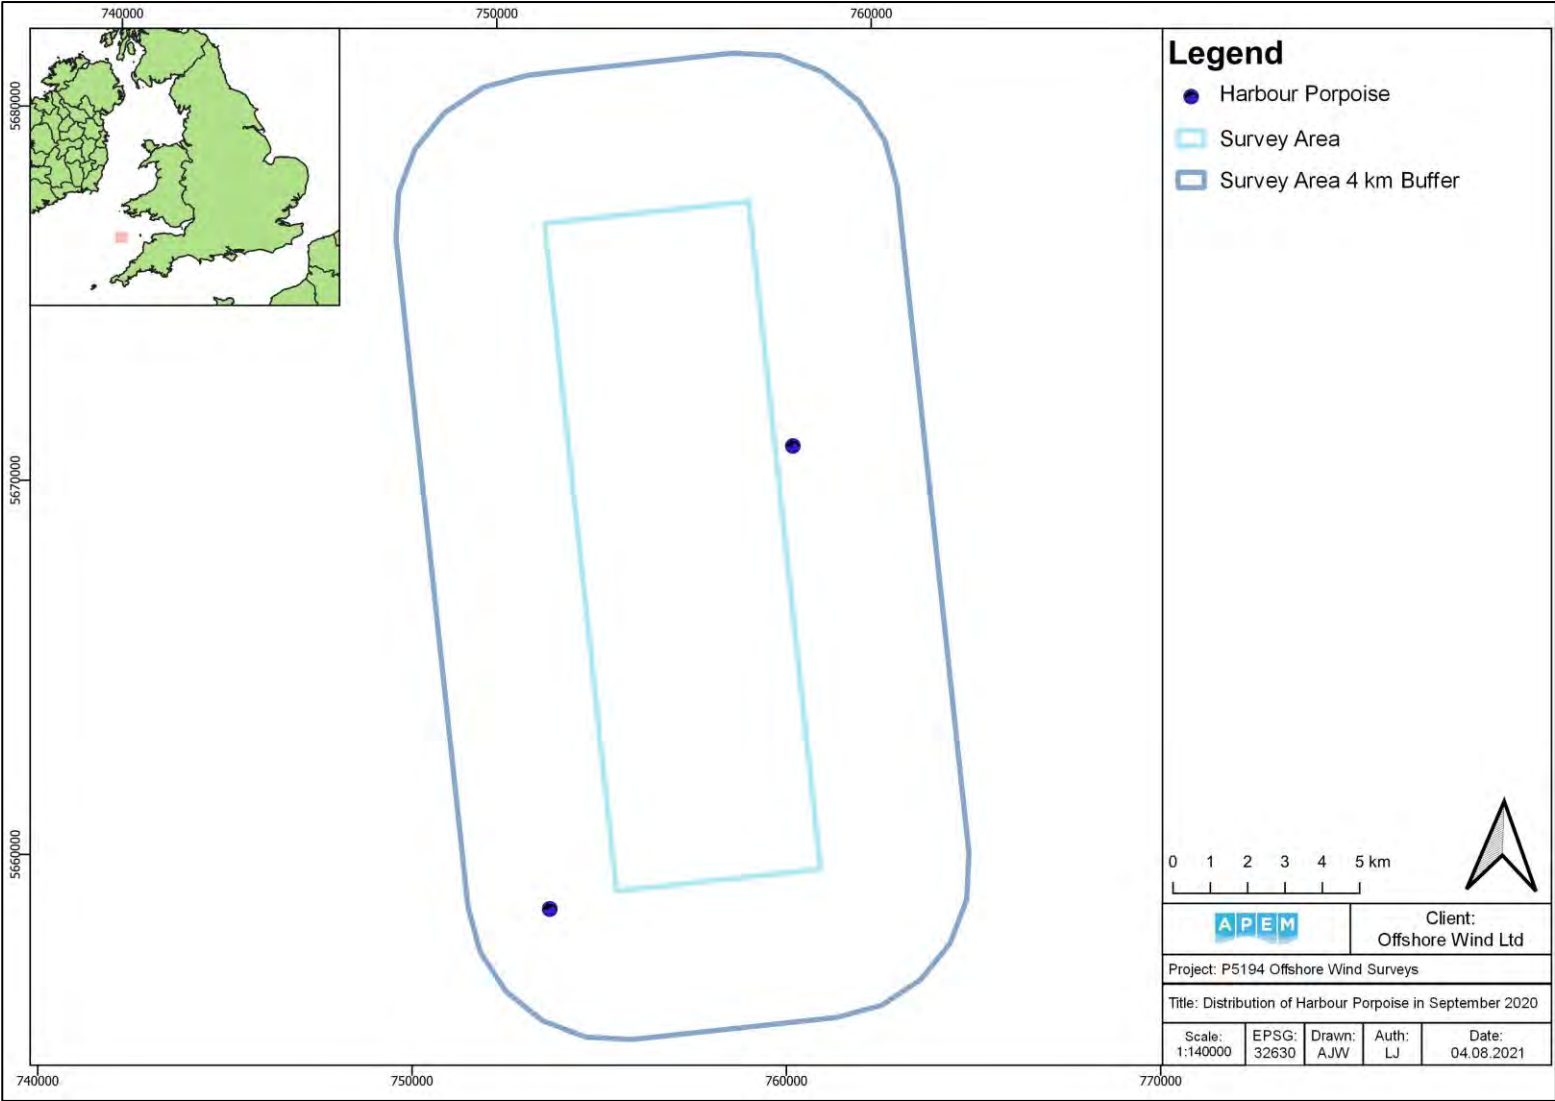 740000
750000
760000
5680000
5670000
5660000
740000
750000
760000
770000
Legend
Harbour Porpoise
Survey Area
Survey Area 4 km Buffer
0 1 2 3 4 5 km
APEM
Client:
Offshore Wind Ltd
Project: P5194 Offshore Wind Surveys
Title: Distribution of Harbour Porpoise in September 2020
Scale:
1:140000
EPSG:
32630
Drawn:
AJW
Auth:
LJ
Date:
04.08.2021